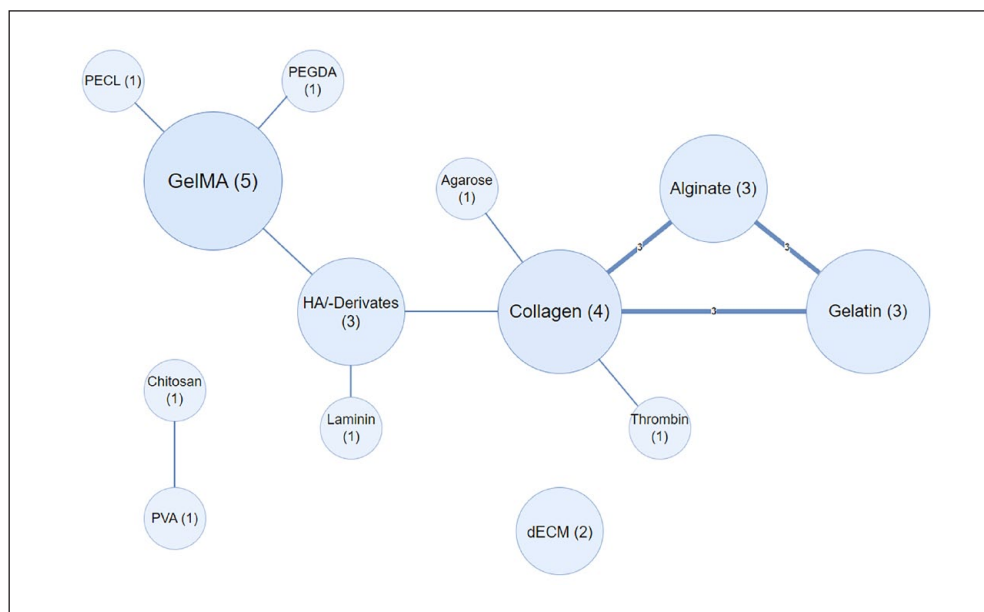 PECL (1)
PEGDA
(1)
GelMA (5)
Agarose
(1)
Alginate (3)
3
3
HA/-Derivates
(3)
Collagen (4)
3
Gelatin (3)
Chitosan
(1)
Laminin
(1)
Thrombin
(1)
PVA (1)
dECM (2)